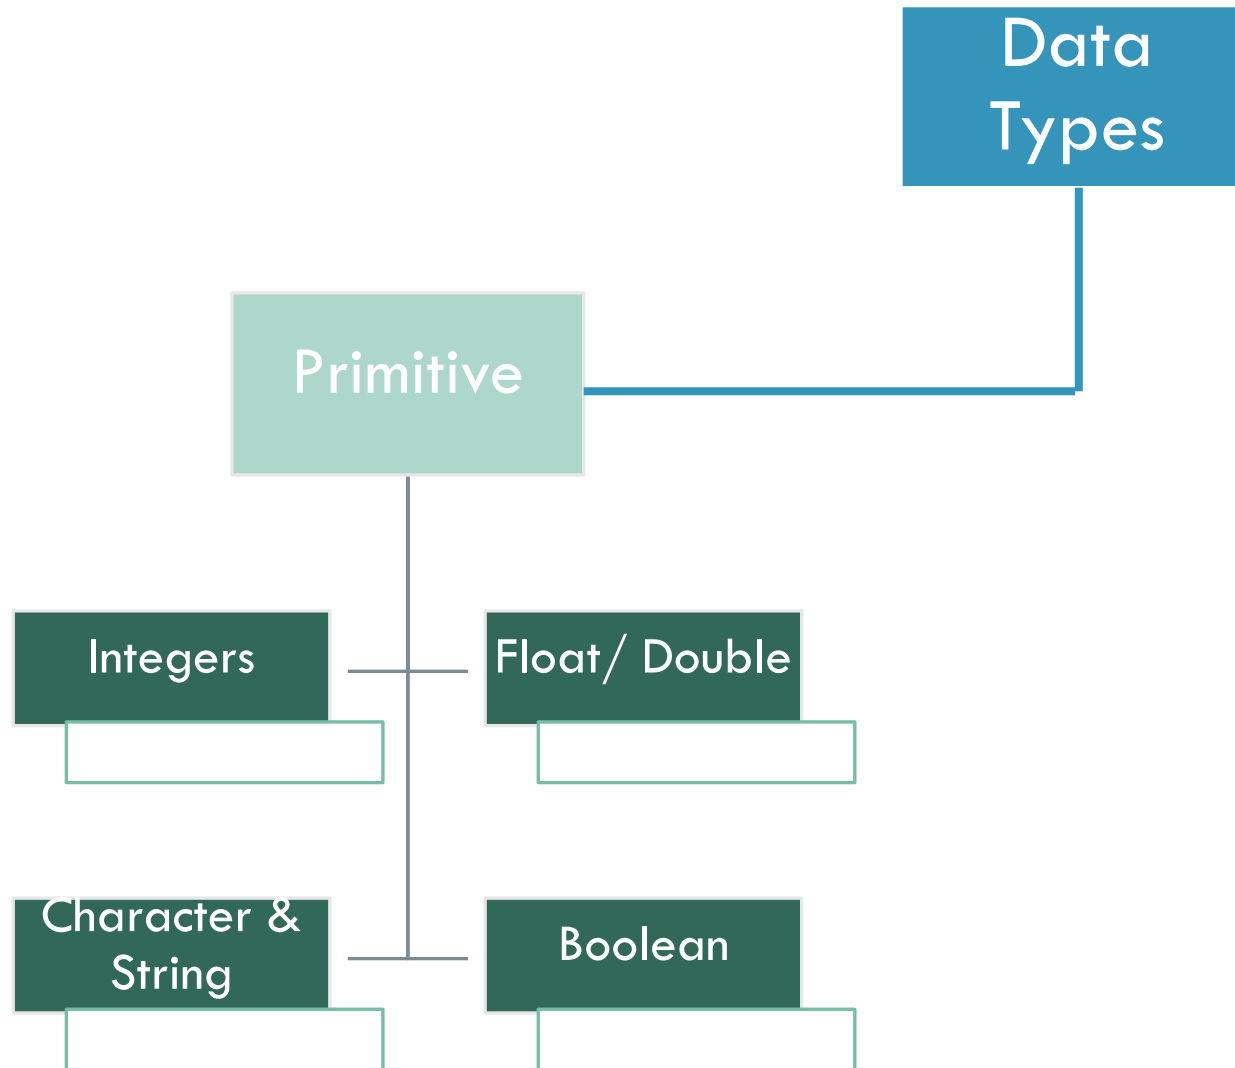 Data
Types
Primitive
Integers
Float/ Double
Character &
String
Boolean